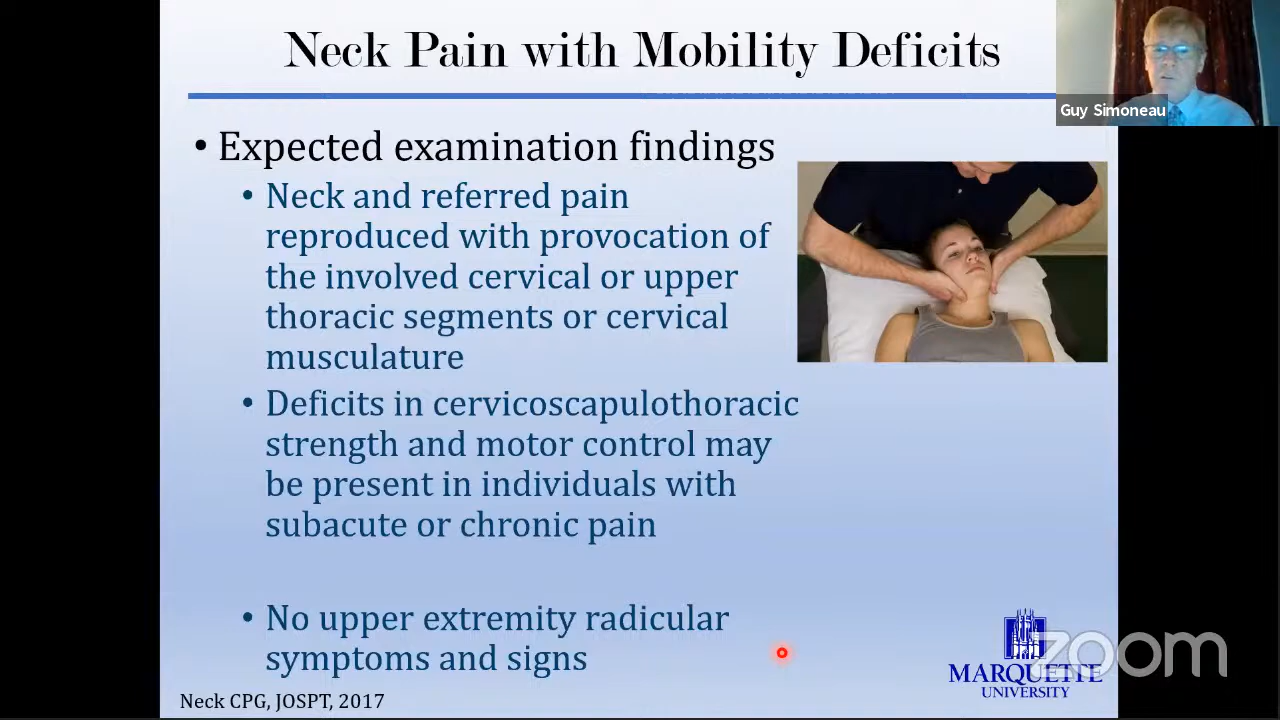 Neck Pain with Mobility Deficits
Guy Simoneau
• Expected examination findings
• Neck and referred pain
reproduced with provocation of
the involved cervical or upper
thoracic segments or cervical
musculature
• Deficits in cervicoscapulothoracic
strength and motor control may
be present in individuals with
subacute or chronic pain
• No upper extremity radicular
symptoms and signs
zoom
MARQUETTE
UNIVERSITY
Neck CPG, JOSPT, 2017